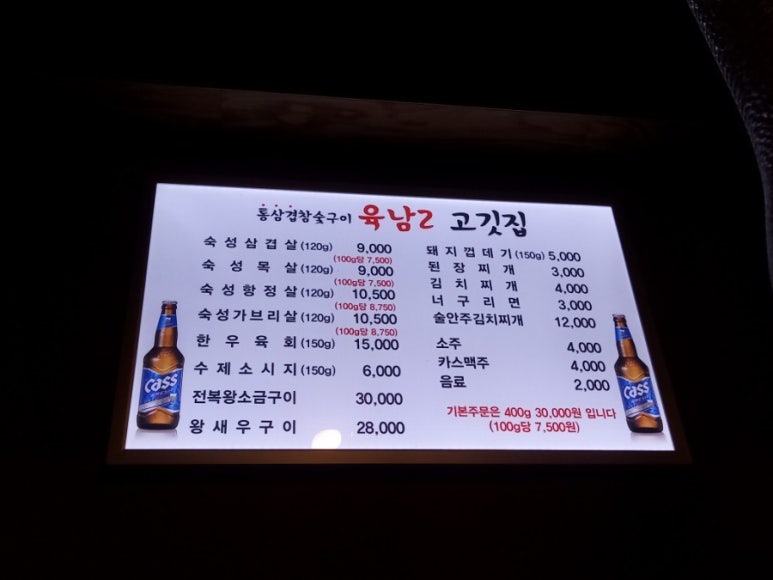 통삼겹참숯구이 육남2 고깃집
숙성삼겹살(120g) 9,000
(100g당 7,500)
숙성목살(120g) 9,000
(100g당 7,500)
숙성항정살(120g) 10,500
(100g당 8,750)
숙성가브리살(120g) 10,500
(100g당 8,750)
한우육회(150g) 15,000
수제소시지(150g) 6,000
전복왕소금구이 30,000
왕새우구이 28,000
돼지껍데기(150g) 5,000
된장찌개 3,000
김치찌개 4,000
너구리면 3,000
술안주김치찌개 12,000
소주 4,000
카스맥주 4,000
음료 2,000
기본주문은 400g 30,000원 입니다
(100g당 7,500원)
Cass
Cass